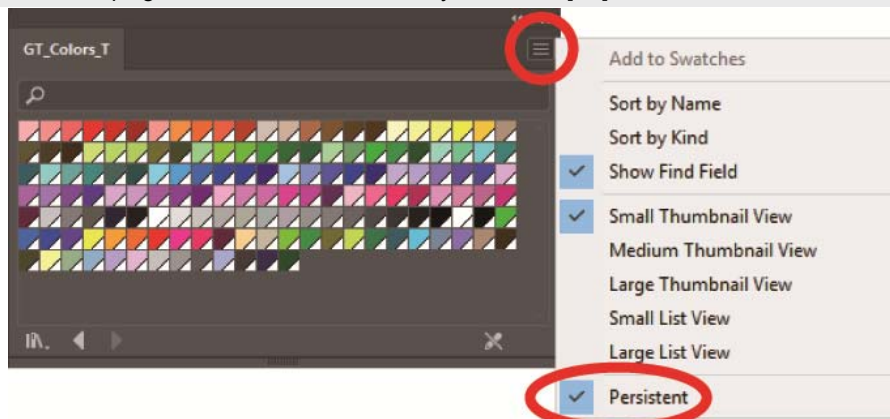 GT_Colors_T
Add to Swatches
Sort by Name
Sort by Kind
Show Find Field
Small Thumbnail View
Medium Thumbnail View
Large Thumbnail View
Small List View
Large List View
Persistent